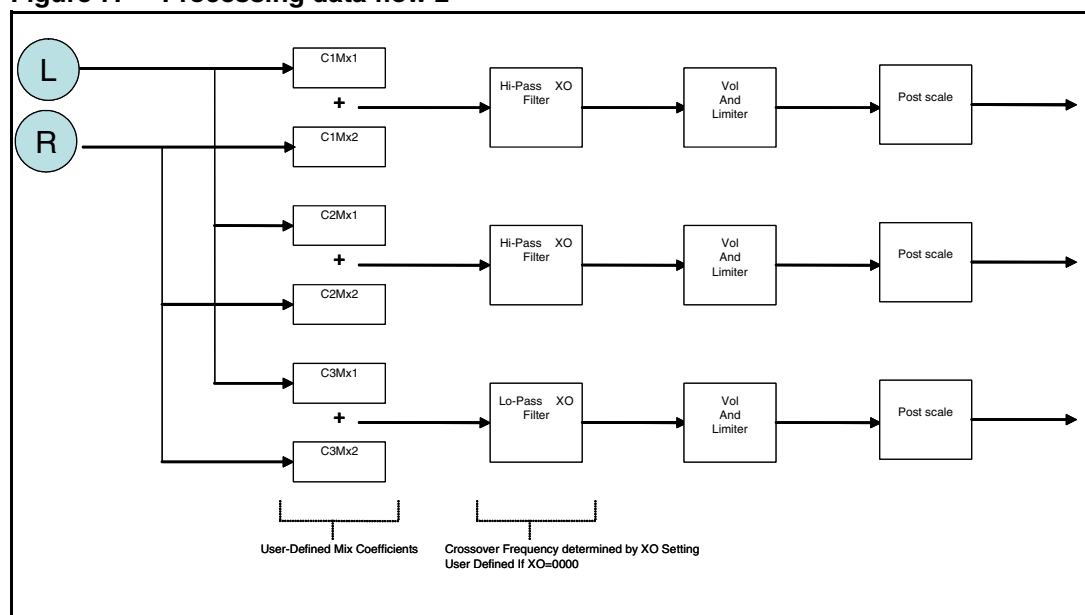 Figure 7. Processing data flow 2
L
R
C1Mx1
+
C1Mx2
Hi-Pass XO
Filter
Vol
And
Limiter
Post scale
C2Mx1
+
C2Mx2
Hi-Pass XO
Filter
Vol
And
Limiter
Post scale
C3Mx1
+
C3Mx2
Lo-Pass XO
Filter
Vol
And
Limiter
Post scale
User-Defined Mix Coefficients
Crossover Frequency determined by XO Setting
User Defined If XO=0000